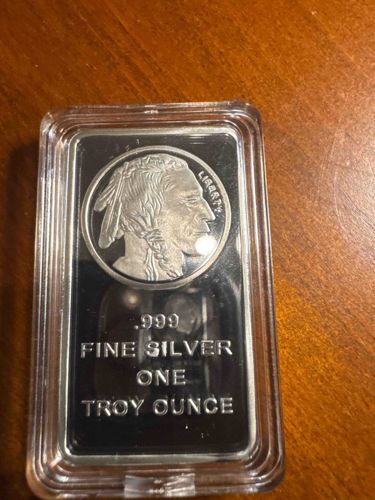 LIBERTY
.999
FINE SILVER
ONE
TROY OUNCE